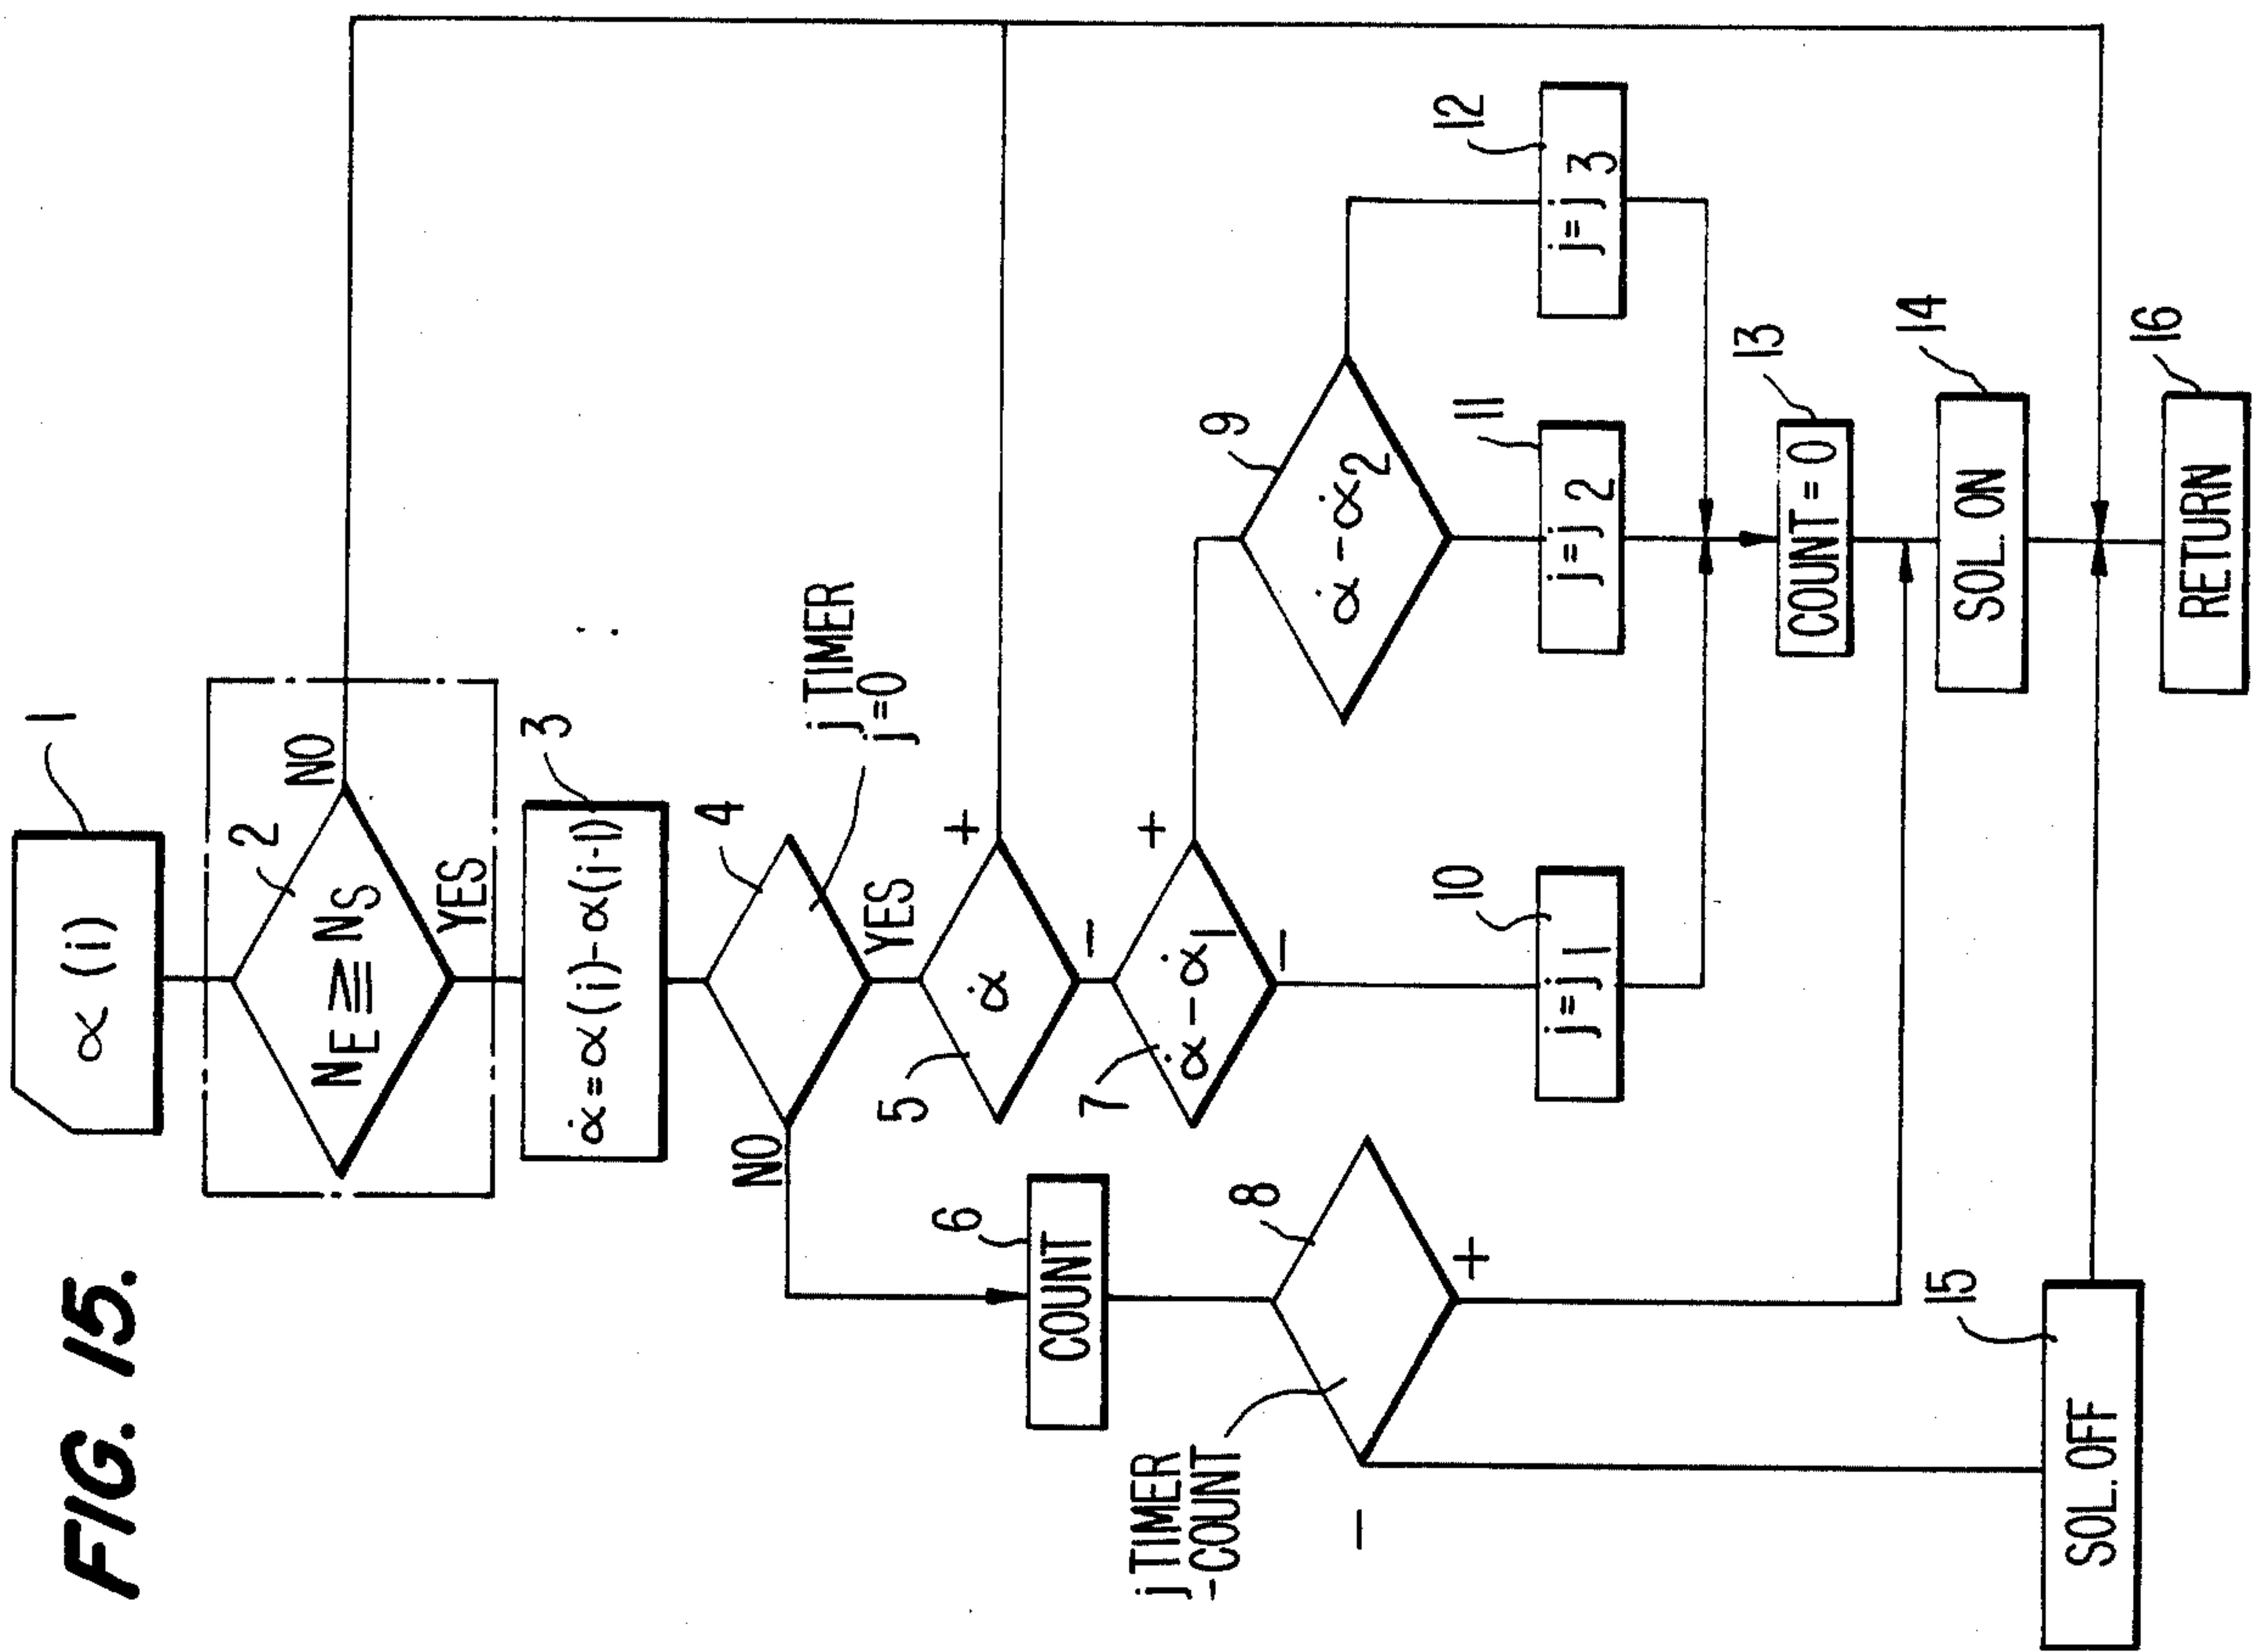 FIG. 15.
1
α (i)
2
N_E ≧ N_S
NO
YES
3
α̇ = α (i) - α (i-1)
4
j TIMER
j = 0
NO
YES
5
α̇
+
-
6
COUNT
7
α̇ - α̇1
+
-
8
j TIMER
-COUNT
+
-
9
α̇ - α̇2
10
j = j1
11
j = j2
12
j = j3
13
COUNT = 0
14
SOL. ON
15
SOL. OFF
16
RETURN